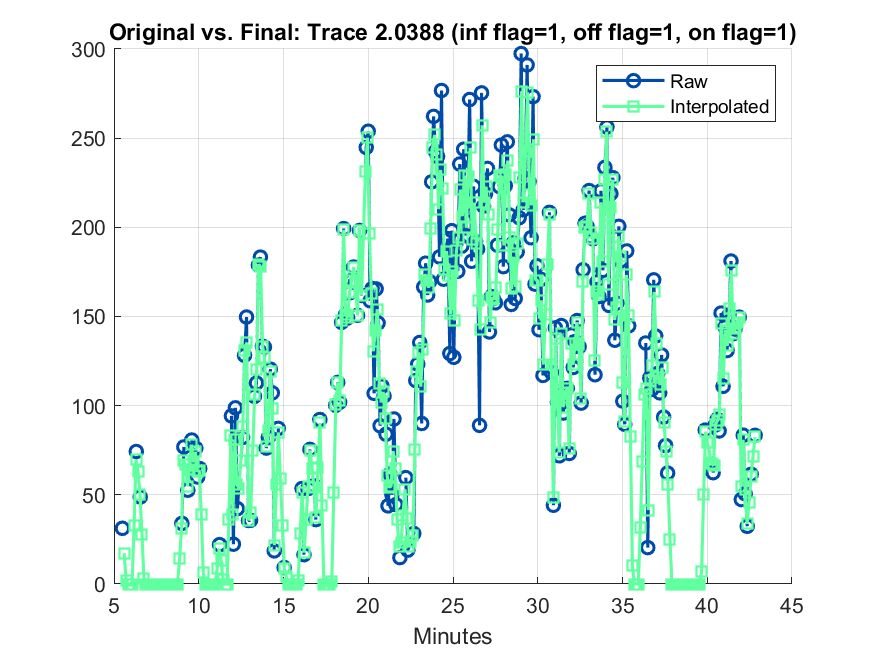 Original vs. Final: Trace 2.0388 (inf flag=1, off flag=1, on flag=1)
300
250
200
150
100
50
0
Raw
Interpolated
5 10 15 20 25 30 35 40 45
Minutes